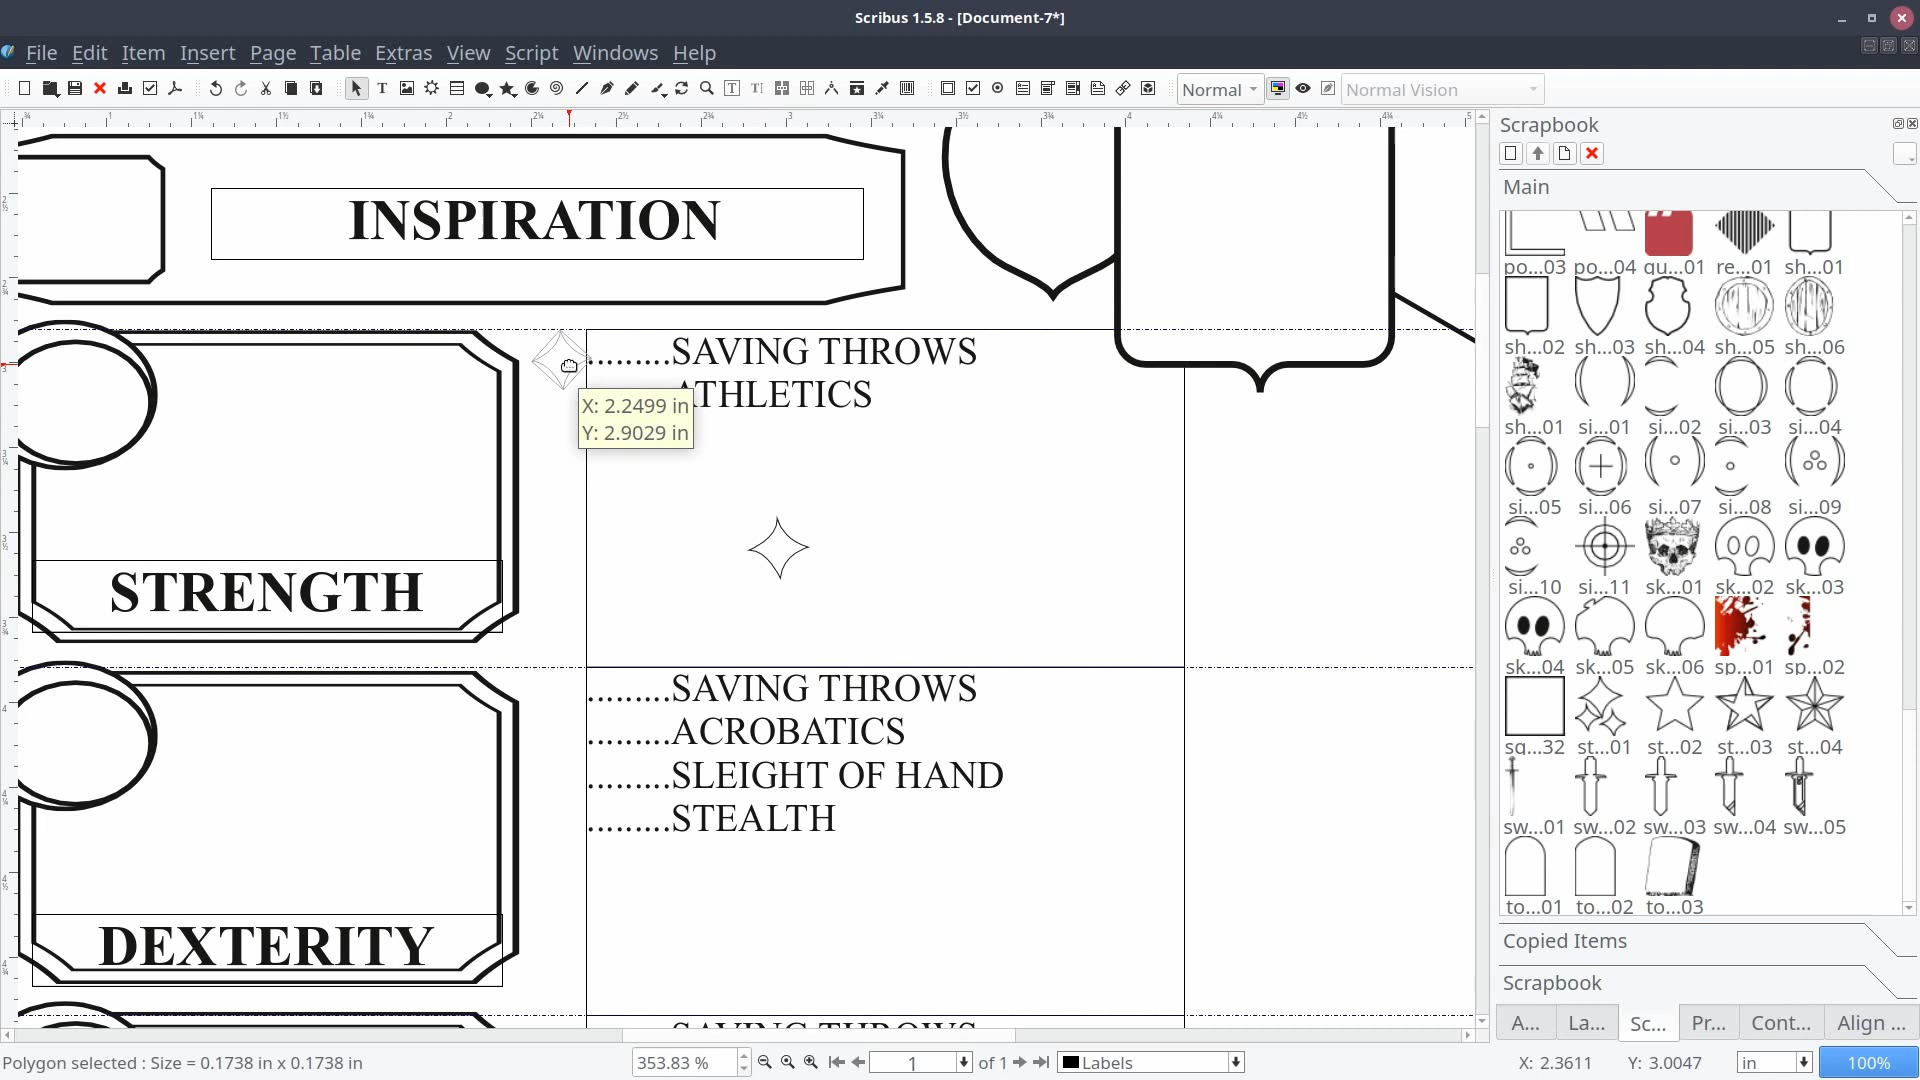 Scribus 1.5.8 - [Document-7*]
File Edit Item Insert Page Table Extras View Script Windows Help
Normal
Normal Vision
Scrapbook
Main
INSPIRATION
po...03 po...04 qu...01 re...01 sh...01
sh...02 sh...03 sh...04 sh...05 sh...06
.........SAVING THROWS
ATHLETICS
X: 2.2499 in
Y: 2.9029 in
sh...01 si...01 si...02 si...03 si...04
si...05 si...06 si...07 si...08 si...09
STRENGTH
si...10 si...11 sk...01 sk...02 sk...03
sk...04 sk...05 sk...06 sp...01 sp...02
.........SAVING THROWS
.........ACROBATICS
.........SLEIGHT OF HAND
.........STEALTH
sq...32 st...01 st...02 st...03 st...04
sw...01 sw...02 sw...03 sw...04 sw...05
to...01 to...02 to...03
DEXTERITY
Copied Items
Scrapbook
SAVING THROWS
A... La... Sc... Pr... Cont... Align ...
Polygon selected : Size = 0.1738 in x 0.1738 in
353.83 %
1
of 1
Labels
X: 2.3611 Y: 3.0047
in
100%